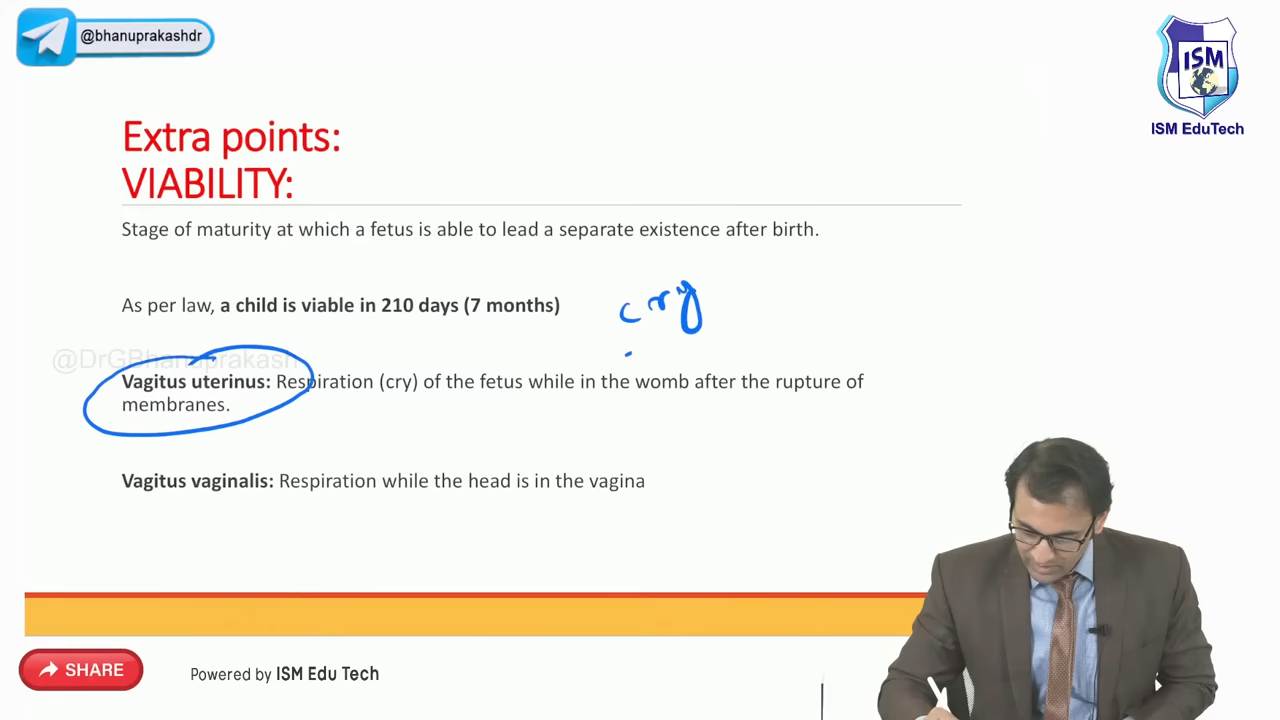 @bhanuprakashdr
ISM
ISM EduTech
Extra points:
VIABILITY:
Stage of maturity at which a fetus is able to lead a separate existence after birth.
As per law, a child is viable in 210 days (7 months)
cry
@DrGBhanuprakash
Vagitus uterinus: Respiration (cry) of the fetus while in the womb after the rupture of
membranes.
Vagitus vaginalis: Respiration while the head is in the vagina
SHARE
Powered by ISM Edu Tech